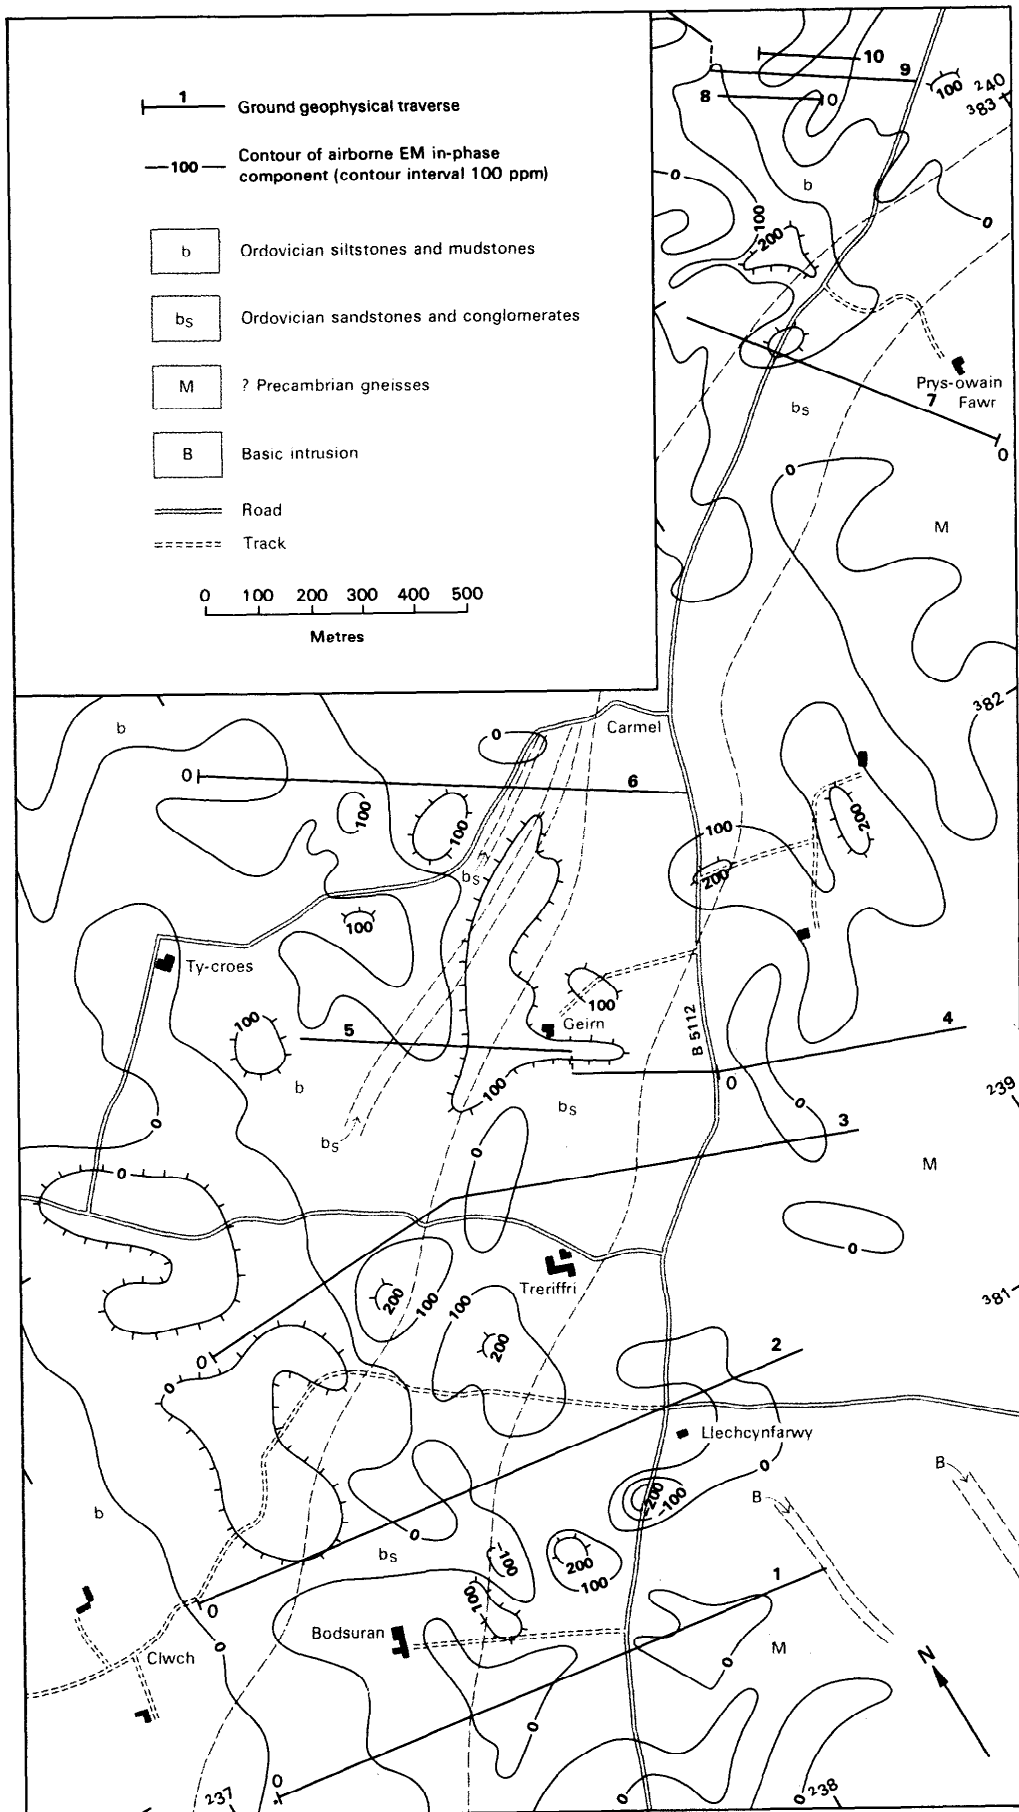 1
Ground geophysical traverse
—100—
Contour of airborne EM in-phase
component (contour interval 100 ppm)
b
Ordovician siltstones and mudstones
bs
Ordovician sandstones and conglomerates
M
? Precambrian gneisses
B
Basic intrusion
Road
Track
0 100 200 300 400 500
Metres
10
9
8
0
100
240
383
0
b
100
200
0
Prys-owain
Fawr
7
0
bs
0
M
382
b
0
Carmel
0
6
100
100
100
200
200
bs
100
Ty-croes
100
100
Geirn
B 5112
5
4
b
100
0
0
239
bs
bs
0
0
3
M
0
0
0
Treriffri
200
100
100
200
381
0
2
0
Llechcynfarwy
0
B
B
-200
-100
b
0
bs
-100
200
100
100
1
0
Bodsuran
0
Clwch
M
0
N
0
0
237
0
0
238